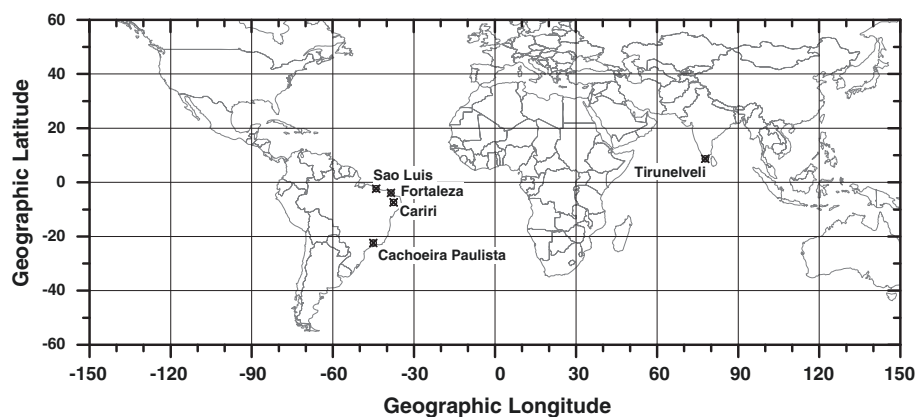 60
40
20
0
-20
-40
-60
Geographic Latitude
Sao Luis
Fortaleza
Cariri
Cachoeira Paulista
Tirunelveli
-150 -120 -90 -60 -30 0 30 60 90 120 150
Geographic Longitude